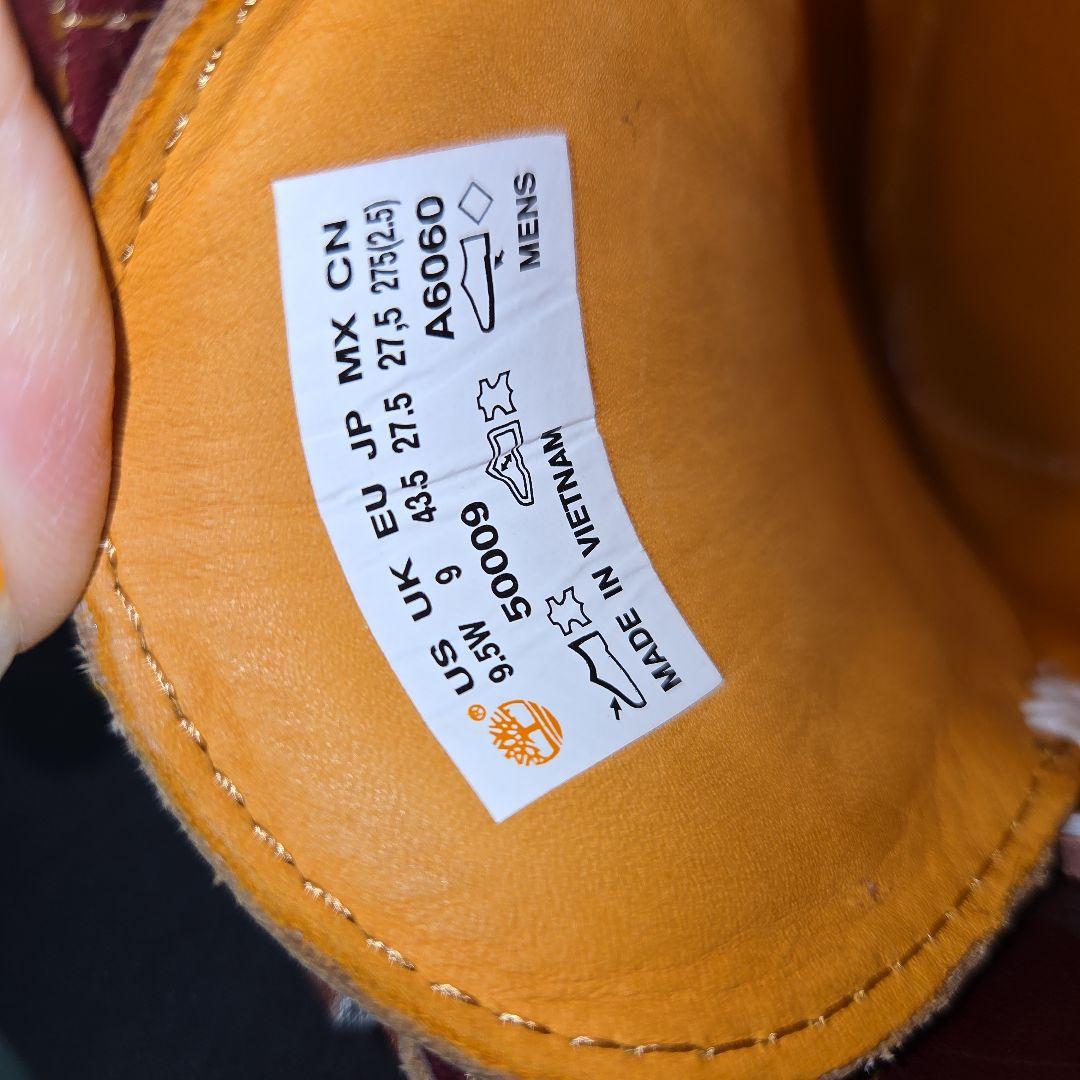 US UK EU JP MX CN
9.5W 9 43.5 27.5 27,5 275(2.5)
50009 A6060
MADE IN VIETNAM MENS